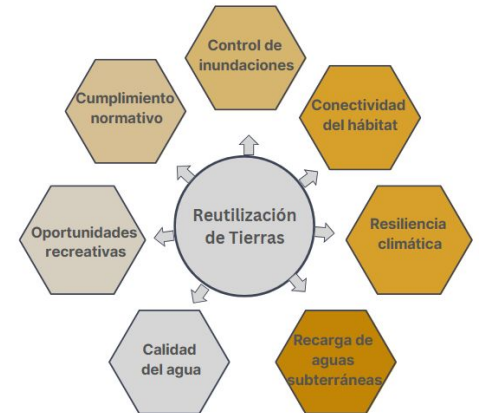 Control de
inundaciones
Cumplimiento
normativo
Conectividad
del hábitat
Reutilización
de Tierras
Oportunidades
recreativas
Resiliencia
climática
Calidad
del agua
Recarga de
aguas
subterráneas